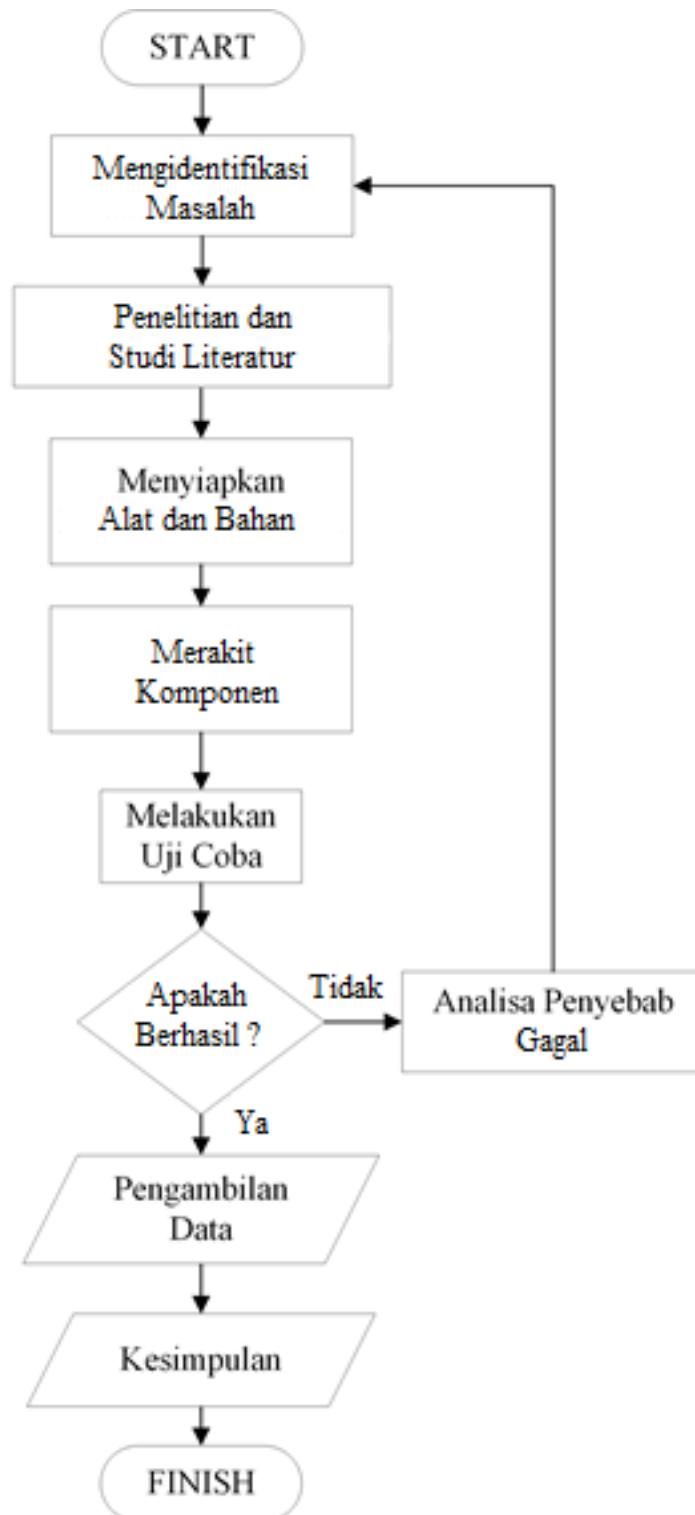 START
Mengidentifikasi
Masalah
Penelitian dan
Studi Literatur
Menyiapkan
Alat dan Bahan
Merakit
Komponen
Melakukan
Uji Coba
Apakah
Berhasil ?
Tidak
Analisa Penyebab
Gagal
Ya
Pengambilan
Data
Kesimpulan
FINISH